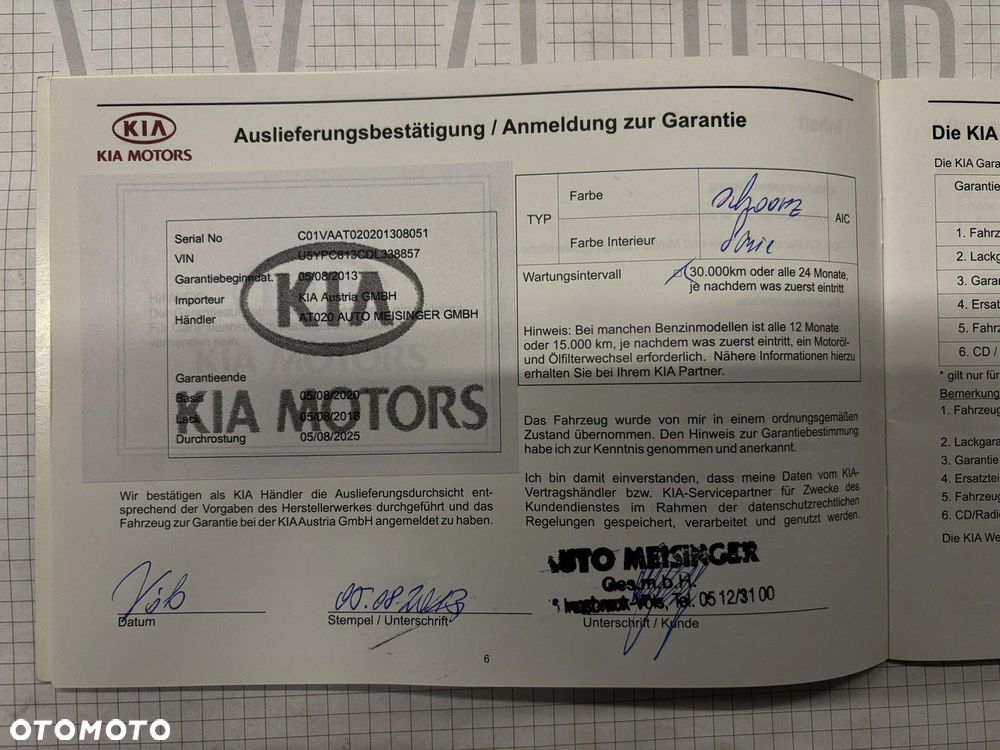 KIA
KIA MOTORS
Auslieferungsbestätigung / Anmeldung zur Garantie
Serial No C01VAAT020201308051
VIN U5YPC813CDL338857
Garantiebeginndat. 05/08/2013
Importeur KIA Austria GMBH
Händler AT020 AUTO MEISINGER GMBH
KIA
Garantieende
Basis 05/08/2020
Lack 05/08/2018
Durchrostung 05/08/2025
KIA MOTORS
TYP
Farbe schwarz
Farbe Interieur
AIC
Wartungsintervall 30.000km oder alle 24 Monate,
je nachdem was zuerst eintritt
Hinweis: Bei manchen Benzinmodellen ist alle 12 Monate
oder 15.000 km, je nachdem was zuerst eintritt, ein Motoröl-
und Ölfilterwechsel erforderlich. Nähere Informationen hierzu
erhalten Sie bei Ihrem KIA Partner.
Das Fahrzeug wurde von mir in einem ordnungsgemäßen
Zustand übernommen. Den Hinweis zur Garantiebestimmung
habe ich zur Kenntnis genommen und anerkannt.
Ich bin damit einverstanden, dass meine Daten vom KIA-
Vertragshändler bzw. KIA-Servicepartner für Zwecke des
Kundendienstes im Rahmen der datenschutzrechtlichen
Regelungen gespeichert, verarbeitet und genutzt werden.
Wir bestätigen als KIA Händler die Auslieferungsdurchsicht ent-
sprechend der Vorgaben des Herstellerwerkes durchgeführt und das
Fahrzeug zur Garantie bei der KIA Austria GmbH angemeldet zu haben.
Völs
Datum
05.08.2013
Stempel / Unterschrift
AUTO MEISINGER
Ges.m.b.H.
Innsbruck-Völs, Tel. 05 12/31 00
Unterschrift / Kunde
6
Die KIA
Die KIA Gara
Garantie
1. Fahrz
2. Lackg
3. Garan
4. Ersat
5. Fahrz
6. CD /
* gilt nur für
Bemerkung
1. Fahrzeug
2. Lackgara
3. Garantie
4. Ersatztei
5. Fahrzeug
6. CD/Radi
Die KIA We
OTOMOTO